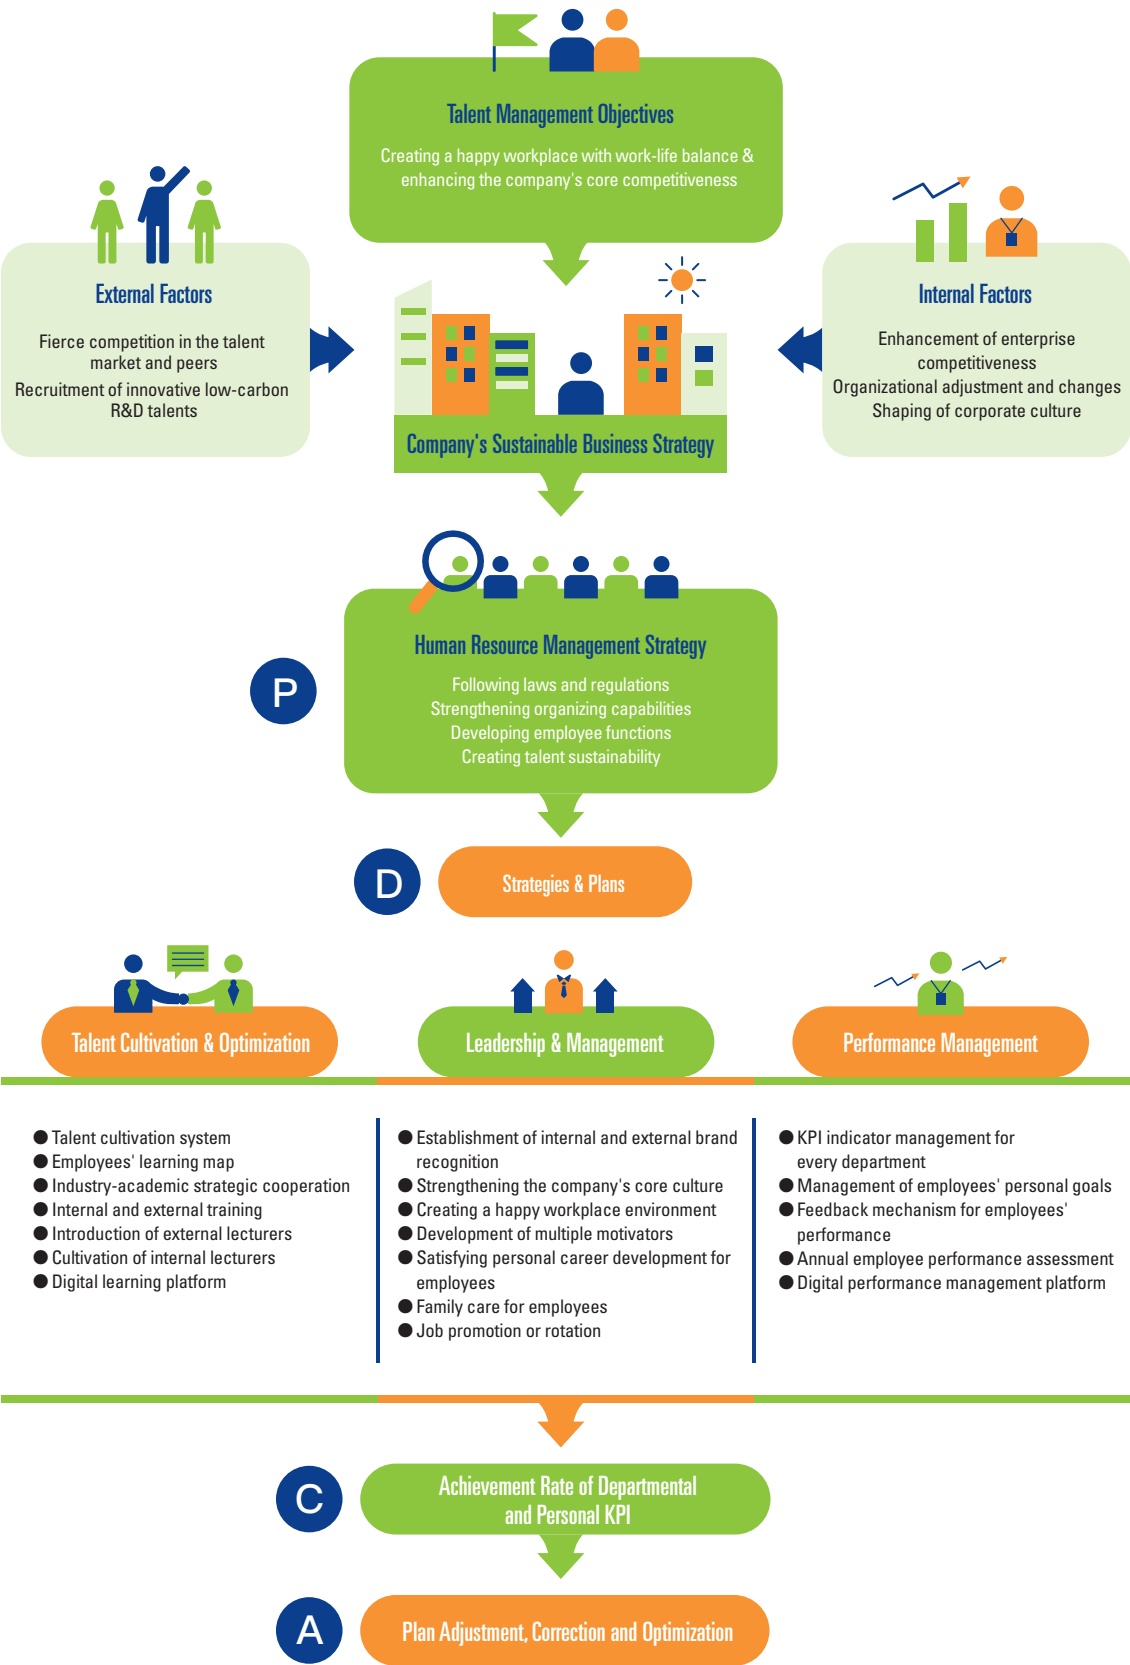 Talent Management Objectives
Creating a happy workplace with work-life balance &
enhancing the company's core competitiveness
External Factors
Fierce competition in the talent
market and peers
Recruitment of innovative low-carbon
R&D talents
Internal Factors
Enhancement of enterprise
competitiveness
Organizational adjustment and changes
Shaping of corporate culture
Company's Sustainable Business Strategy
P
Human Resource Management Strategy
Following laws and regulations
Strengthening organizing capabilities
Developing employee functions
Creating talent sustainability
D
Strategies & Plans
Talent Cultivation & Optimization
● Talent cultivation system
● Employees' learning map
● Industry-academic strategic cooperation
● Internal and external training
● Introduction of external lecturers
● Cultivation of internal lecturers
● Digital learning platform
Leadership & Management
● Establishment of internal and external brand
recognition
● Strengthening the company's core culture
● Creating a happy workplace environment
● Development of multiple motivators
● Satisfying personal career development for
employees
● Family care for employees
● Job promotion or rotation
Performance Management
● KPI indicator management for
every department
● Management of employees' personal goals
● Feedback mechanism for employees'
performance
● Annual employee performance assessment
● Digital performance management platform
C
Achievement Rate of Departmental
and Personal KPI
A
Plan Adjustment, Correction and Optimization